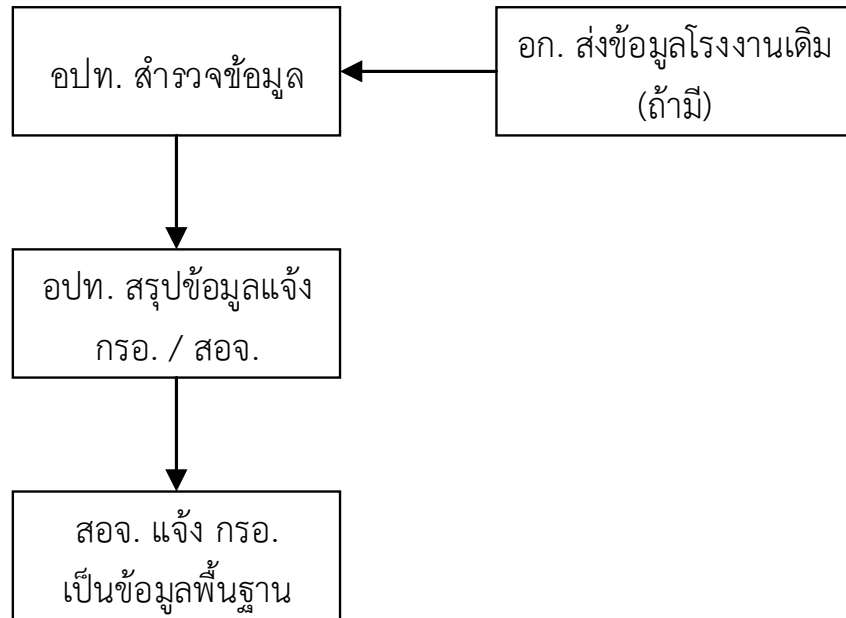 อปท. สำรวจข้อมูล
อก. ส่งข้อมูลโรงงานเดิม
(ถ้ามี)
อปท. สรุปข้อมูลแจ้ง
กรอ. / สอจ.
สอจ. แจ้ง กรอ.
เป็นข้อมูลพื้นฐาน